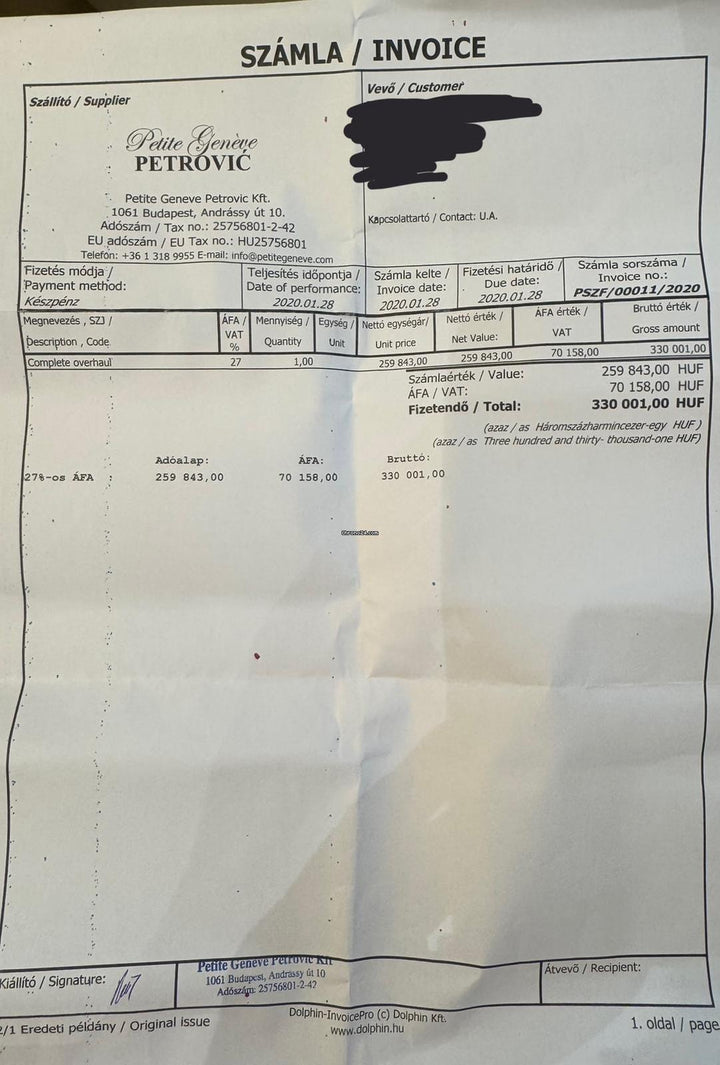 SZÁMLA / INVOICE
Szállító / Supplier
Petite Genève
PETROVIĆ
Petite Geneve Petrovic Kft.
1061 Budapest, Andrássy út 10.
Adószám / Tax no.: 25756801-2-42
EU adószám / EU Tax no.: HU25756801
Telefon: +36 1 318 9955 E-mail: info@petitegeneve.com
Vevő / Customer
Kapcsolattartó / Contact: U.A.
Fizetés módja / Payment method:
Készpénz
Teljesítés időpontja / Date of performance:
2020.01.28
Számla kelte / Invoice date:
2020.01.28
Fizetési határidő / Due date:
2020.01.28
Számla sorszáma / Invoice no.:
PSZF/00011/2020
Megnevezés , SZJ / Description , Code
ÁFA / VAT %
Mennyiség / Quantity
Egység / Unit
Nettó egységár/ Unit price
Nettó érték / Net Value:
ÁFA érték / VAT
Bruttó érték / Gross amount
Complete overhaul 27 1,00 259 843,00 259 843,00 70 158,00 330 001,00
Számlaérték / Value: 259 843,00 HUF
ÁFA / VAT: 70 158,00 HUF
Fizetendő / Total: 330 001,00 HUF
(azaz / as Háromszázharmincezer-egy HUF )
(azaz / as Three hundred and thirty- thousand-one HUF)
Adóalap: ÁFA: Bruttó:
27%-os ÁFA : 259 843,00 70 158,00 330 001,00
Chrono24.com
Kiállító / Signature:
Petite Geneve Petrovic Kft
1061 Budapest, Andrássy út 10
Adószám: 25756801-2-42
Átvevő / Recipient:
2/1 Eredeti példány / Original issue
Dolphin-InvoicePro (c) Dolphin Kft.
www.dolphin.hu
1. oldal / page